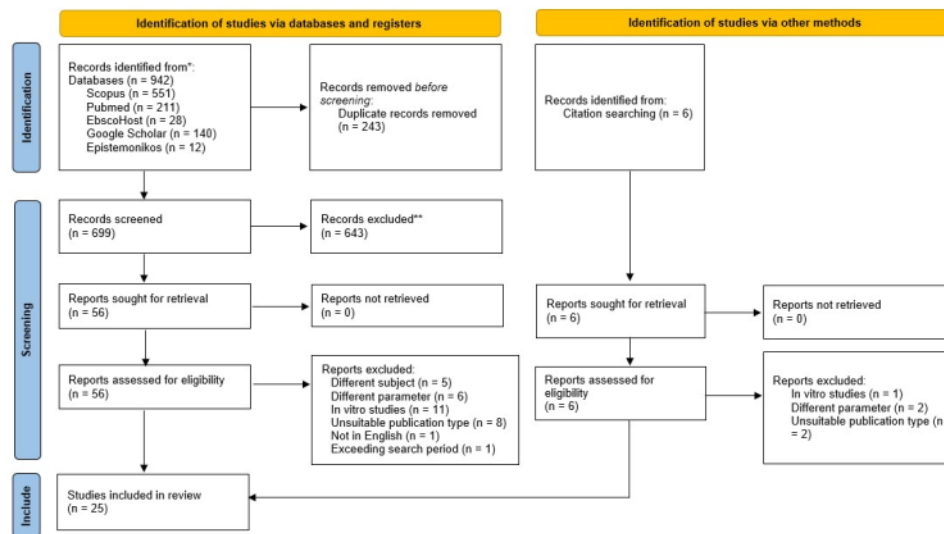 Identification of studies via databases and registers
Identification of studies via other methods
Identification
Records identified from*:
Databases (n = 942)
Scopus (n = 551)
Pubmed (n = 211)
EbscoHost (n = 28)
Google Scholar (n = 140)
Epistemonikos (n = 12)
Records removed before
screening:
Duplicate records removed
(n = 243)
Records identified from:
Citation searching (n = 6)
Screening
Records screened
(n = 699)
Records excluded**
(n = 643)
Reports sought for retrieval
(n = 56)
Reports not retrieved
(n = 0)
Reports sought for retrieval
(n = 6)
Reports not retrieved
(n = 0)
Reports assessed for eligibility
(n = 56)
Reports excluded:
Different subject (n = 5)
Different parameter (n = 6)
In vitro studies (n = 11)
Unsuitable publication type (n = 8)
Not in English (n = 1)
Exceeding search period (n = 1)
Reports assessed for
eligibility
(n = 6)
Reports excluded:
In vitro studies (n = 1)
Different parameter (n = 2)
Unsuitable publication type (n
= 2)
Include
Studies included in review
(n = 25)